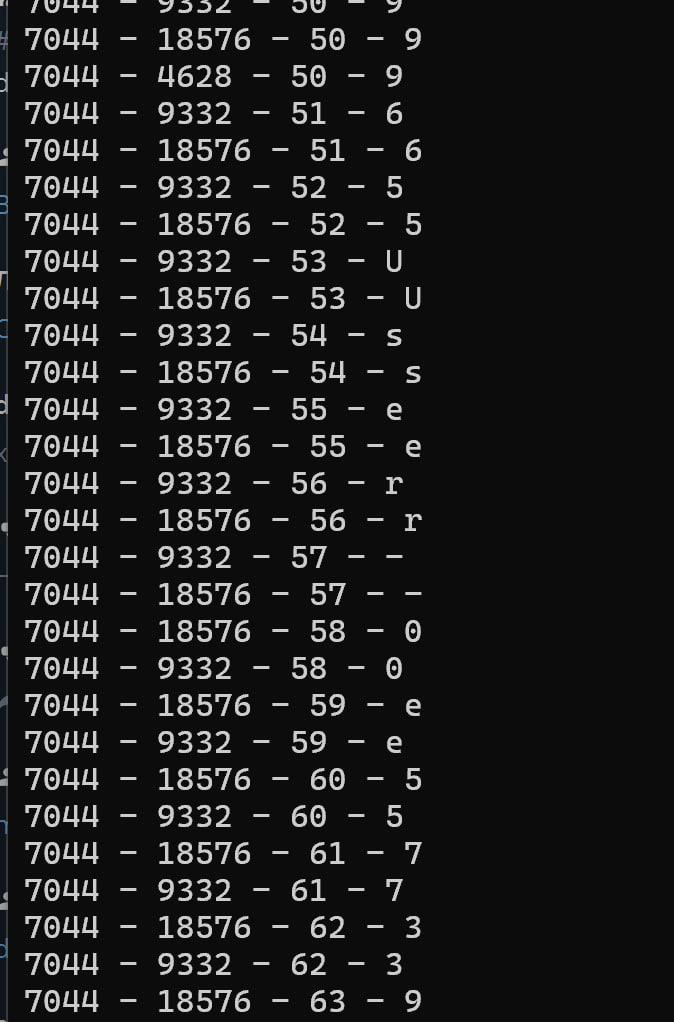 7044 - 9332 - 50 - 9
7044 - 18576 - 50 - 9
7044 - 4628 - 50 - 9
7044 - 9332 - 51 - 6
7044 - 18576 - 51 - 6
7044 - 9332 - 52 - 5
7044 - 18576 - 52 - 5
7044 - 9332 - 53 - U
7044 - 18576 - 53 - U
7044 - 9332 - 54 - s
7044 - 18576 - 54 - s
7044 - 9332 - 55 - e
7044 - 18576 - 55 - e
7044 - 9332 - 56 - r
7044 - 18576 - 56 - r
7044 - 9332 - 57 - -
7044 - 18576 - 57 - -
7044 - 18576 - 58 - 0
7044 - 9332 - 58 - 0
7044 - 18576 - 59 - e
7044 - 9332 - 59 - e
7044 - 18576 - 60 - 5
7044 - 9332 - 60 - 5
7044 - 18576 - 61 - 7
7044 - 9332 - 61 - 7
7044 - 18576 - 62 - 3
7044 - 9332 - 62 - 3
7044 - 18576 - 63 - 9